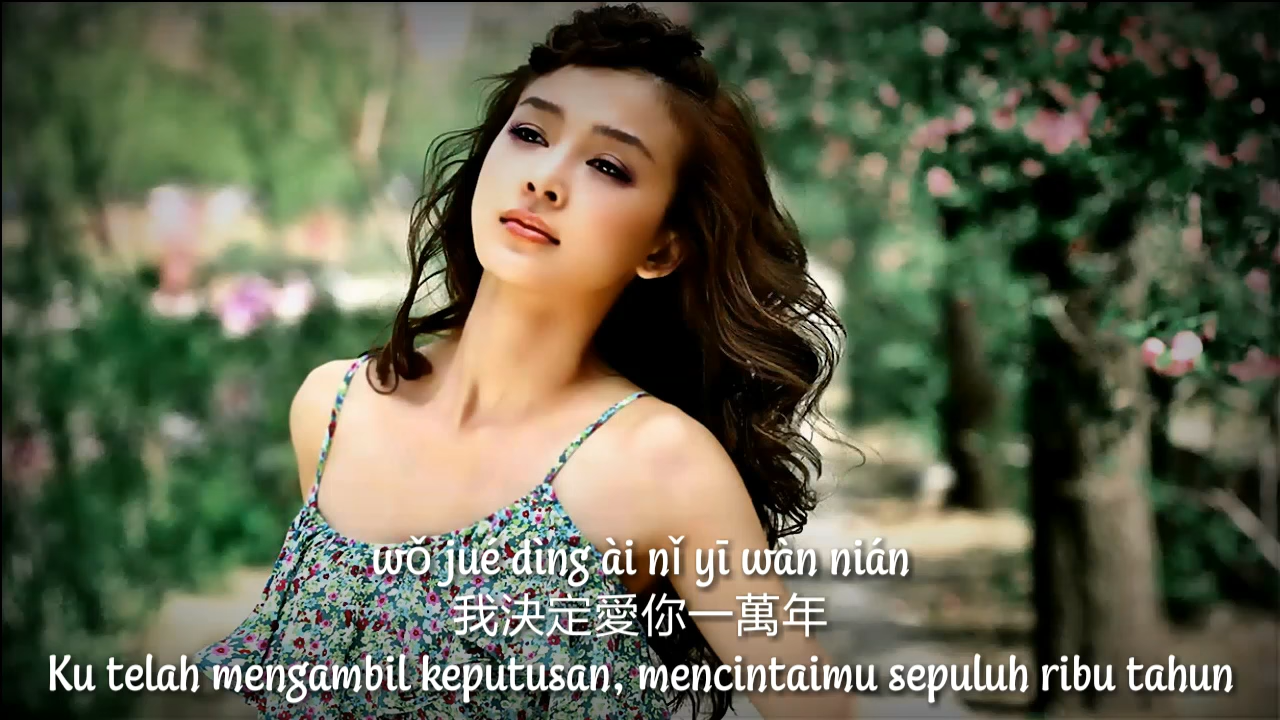 wǒ jué dìng ài nǐ yī wàn nián
我決定愛你一萬年
Ku telah mengambil keputusan, mencintaimu sepuluh ribu tahun